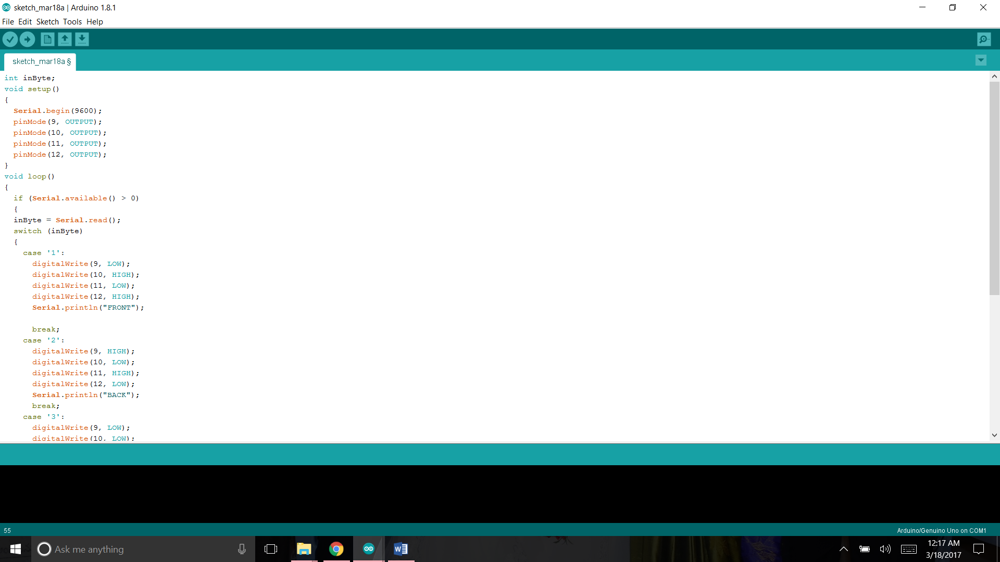 sketch_mar18a | Arduino 1.8.1
File Edit Sketch Tools Help
sketch_mar18a §
int inByte;
void setup()
{
  Serial.begin(9600);
  pinMode(9, OUTPUT);
  pinMode(10, OUTPUT);
  pinMode(11, OUTPUT);
  pinMode(12, OUTPUT);
}
void loop()
{
  if (Serial.available() > 0)
  {
  inByte = Serial.read();
  switch (inByte)
  {
    case '1':
      digitalWrite(9, LOW);
      digitalWrite(10, HIGH);
      digitalWrite(11, LOW);
      digitalWrite(12, HIGH);
      Serial.println("FRONT");

      break;
    case '2':
      digitalWrite(9, HIGH);
      digitalWrite(10, LOW);
      digitalWrite(11, HIGH);
      digitalWrite(12, LOW);
      Serial.println("BACK");
      break;
    case '3':
      digitalWrite(9, LOW);
      digitalWrite(10, LOW);
55
Arduino/Genuino Uno on COM1
Ask me anything
12:17 AM
3/18/2017